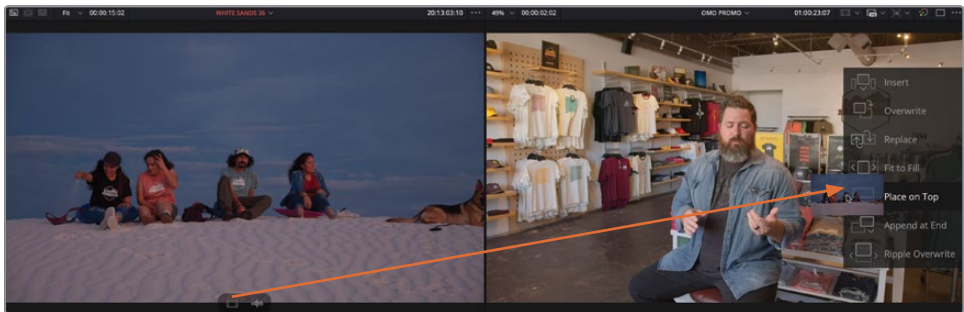 Fit 00:00:15:02 WHITE SANDS 36 20:13:03:10 49% 00:00:02:02 OMO PROMO 01:00:23:07
Insert
Overwrite
Replace
Fit to Fill
Place on Top
Append at End
Ripple Overwrite